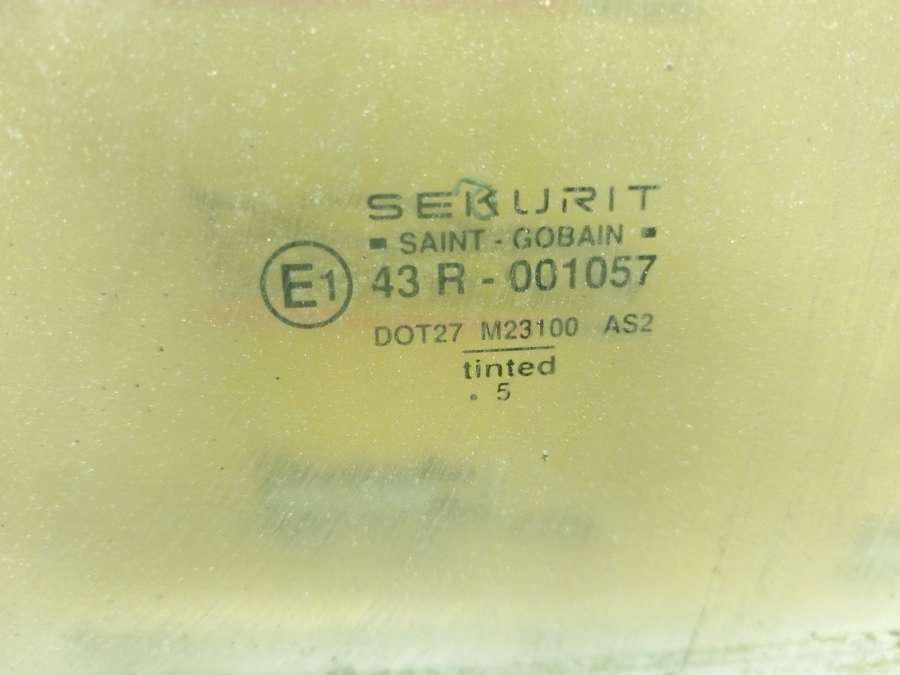 SEKURIT
▪ SAINT - GOBAIN ▪
E1 43 R - 001057
DOT27 M23100 AS2
tinted
. 5